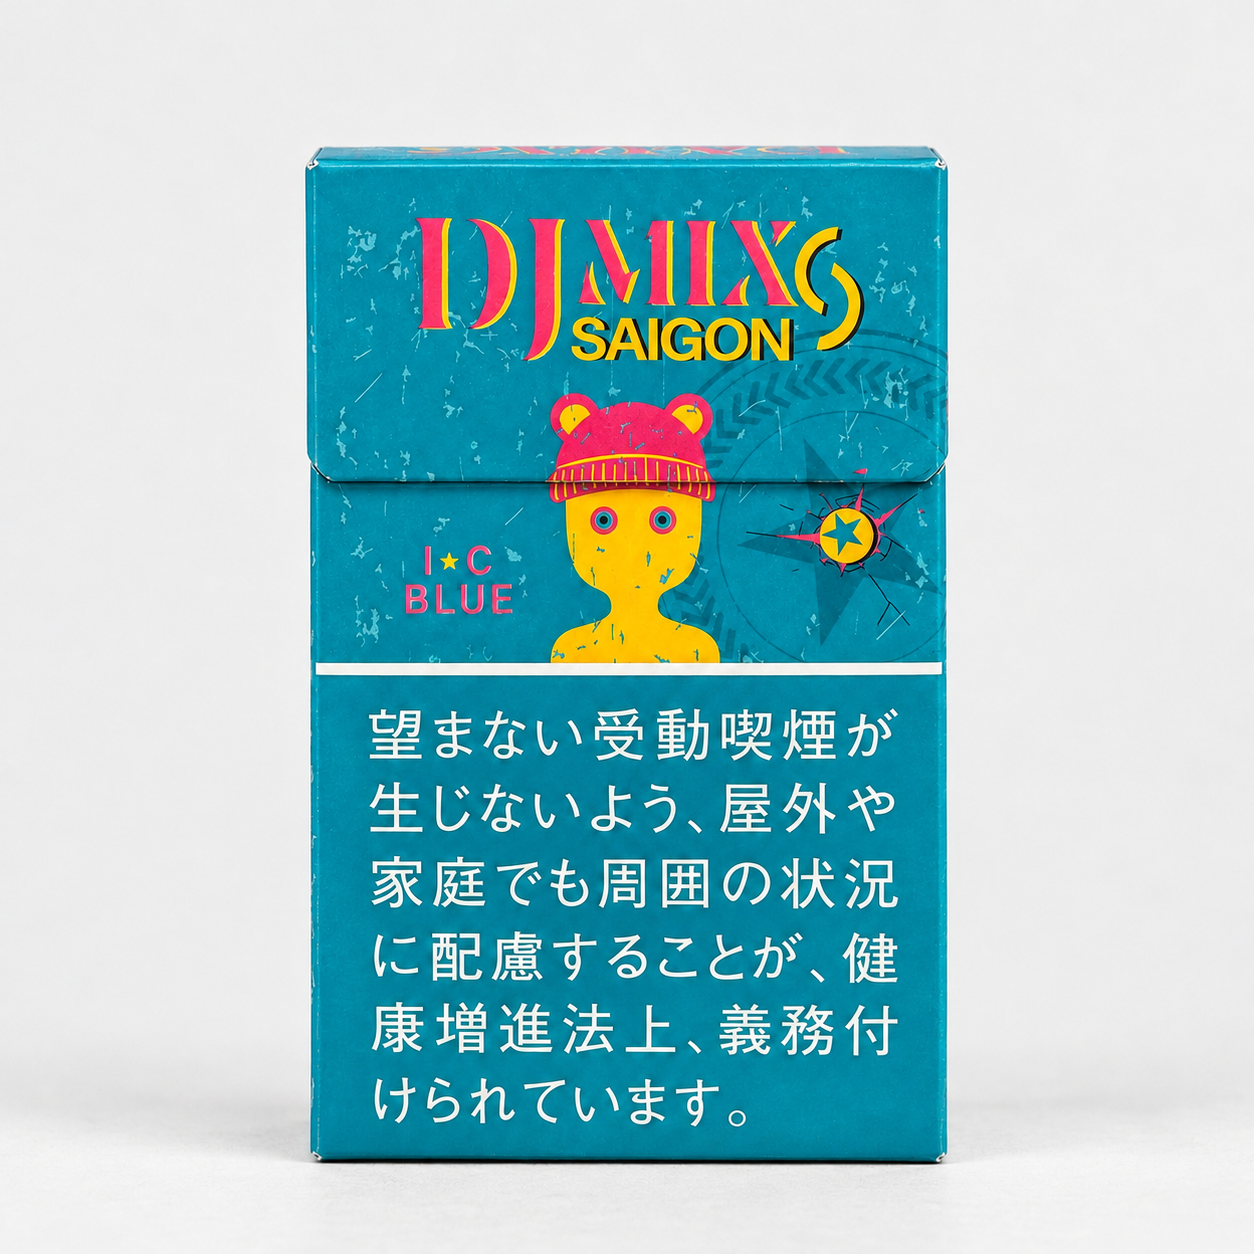 DJ MIX S
SAIGON
I★C
BLUE
望まない受動喫煙が
生じないよう、屋外や
家庭でも周囲の状況
に配慮することが、健
康増進法上、義務付
けられています。